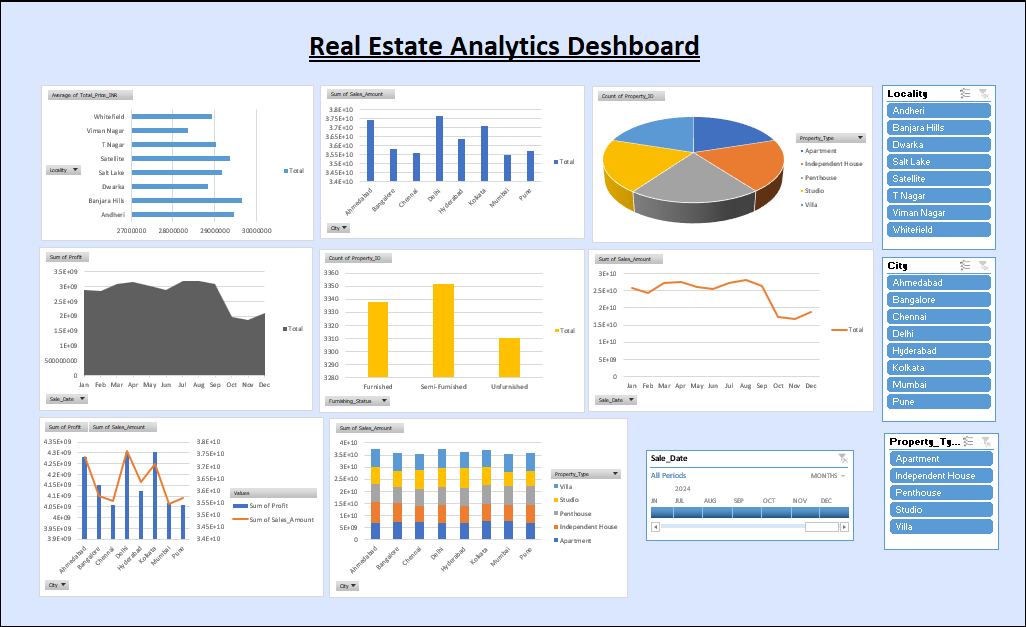 Real Estate Analytics Deshboard
Average of Total_Price_INR
Whitefield
Viman Nagar
T Nagar
Satellite
Salt Lake
Dwarka
Banjara Hills
Andheri
Locality
Total
27000000 28000000 29000000 30000000
Sum of Sales_Amount
3.8E+10
3.75E+10
3.7E+10
3.65E+10
3.6E+10
3.55E+10
3.5E+10
3.45E+10
3.4E+10
Ahmedabad Bangalore Chennai Delhi Hyderabad Kolkata Mumbai Pune
Total
City
Count of Property_ID
Property_Type
Apartment
Independent House
Penthouse
Studio
Villa
Locality
Andheri
Banjara Hills
Dwarka
Salt Lake
Satellite
T Nagar
Viman Nagar
Whitefield
Sum of Profit
3.5E+09
3E+09
2.5E+09
2E+09
1.5E+09
1E+09
500000000
0
Jan Feb Mar Apr May Jun Jul Aug Sep Oct Nov Dec
Total
Sale_Date
Count of Property_ID
3360
3350
3340
3330
3320
3310
3300
3290
3280
Furnished Semi-Furnished Unfurnished
Total
Furnishing_Status
Sum of Sales_Amount
3E+10
2.5E+10
2E+10
1.5E+10
1E+10
5E+09
0
Jan Feb Mar Apr May Jun Jul Aug Sep Oct Nov Dec
Total
Sale_Date
City
Ahmedabad
Bangalore
Chennai
Delhi
Hyderabad
Kolkata
Mumbai
Pune
Sum of Profit Sum of Sales_Amount
4.35E+09
4.3E+09
4.25E+09
4.2E+09
4.15E+09
4.1E+09
4.05E+09
4E+09
3.95E+09
3.9E+09
3.8E+10
3.75E+10
3.7E+10
3.65E+10
3.6E+10
3.55E+10
3.5E+10
3.45E+10
3.4E+10
Ahmedabad Bangalore Chennai Delhi Hyderabad Kolkata Mumbai Pune
Values
Sum of Profit
Sum of Sales_Amount
City
Sum of Sales_Amount
4E+10
3.5E+10
3E+10
2.5E+10
2E+10
1.5E+10
1E+10
5E+09
0
Ahmedabad Bangalore Chennai Delhi Hyderabad Kolkata Mumbai Pune
Property_Type
Villa
Studio
Penthouse
Independent House
Apartment
City
Sale_Date
All Periods MONTHS
2024
JN JUL AUG SEP OCT NOV DEC
Property_Ty...
Apartment
Independent House
Penthouse
Studio
Villa